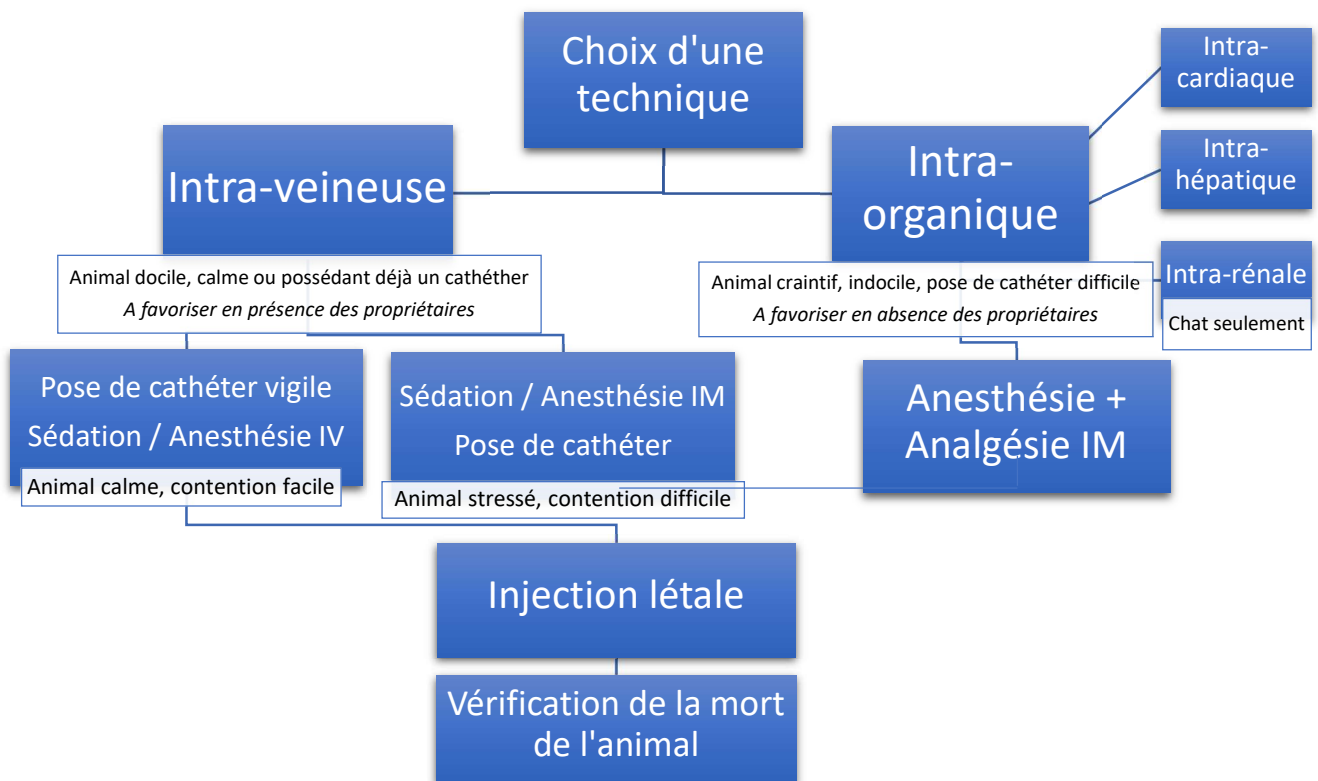 Choix d'une
technique
Intra-
cardiaque
Intra-veineuse
Intra-
organique
Intra-
hépatique
Animal docile, calme ou possédant déjà un cathéther
A favoriser en présence des propriétaires
Animal craintif, indocile, pose de cathéter difficile
A favoriser en absence des propriétaires
Intra-rénale
Chat seulement
Pose de cathéter vigile
Sédation / Anesthésie IV
Animal calme, contention facile
Sédation / Anesthésie IM
Pose de cathéter
Animal stressé, contention difficile
Anesthésie +
Analgésie IM
Injection létale
Vérification de la mort
de l'animal